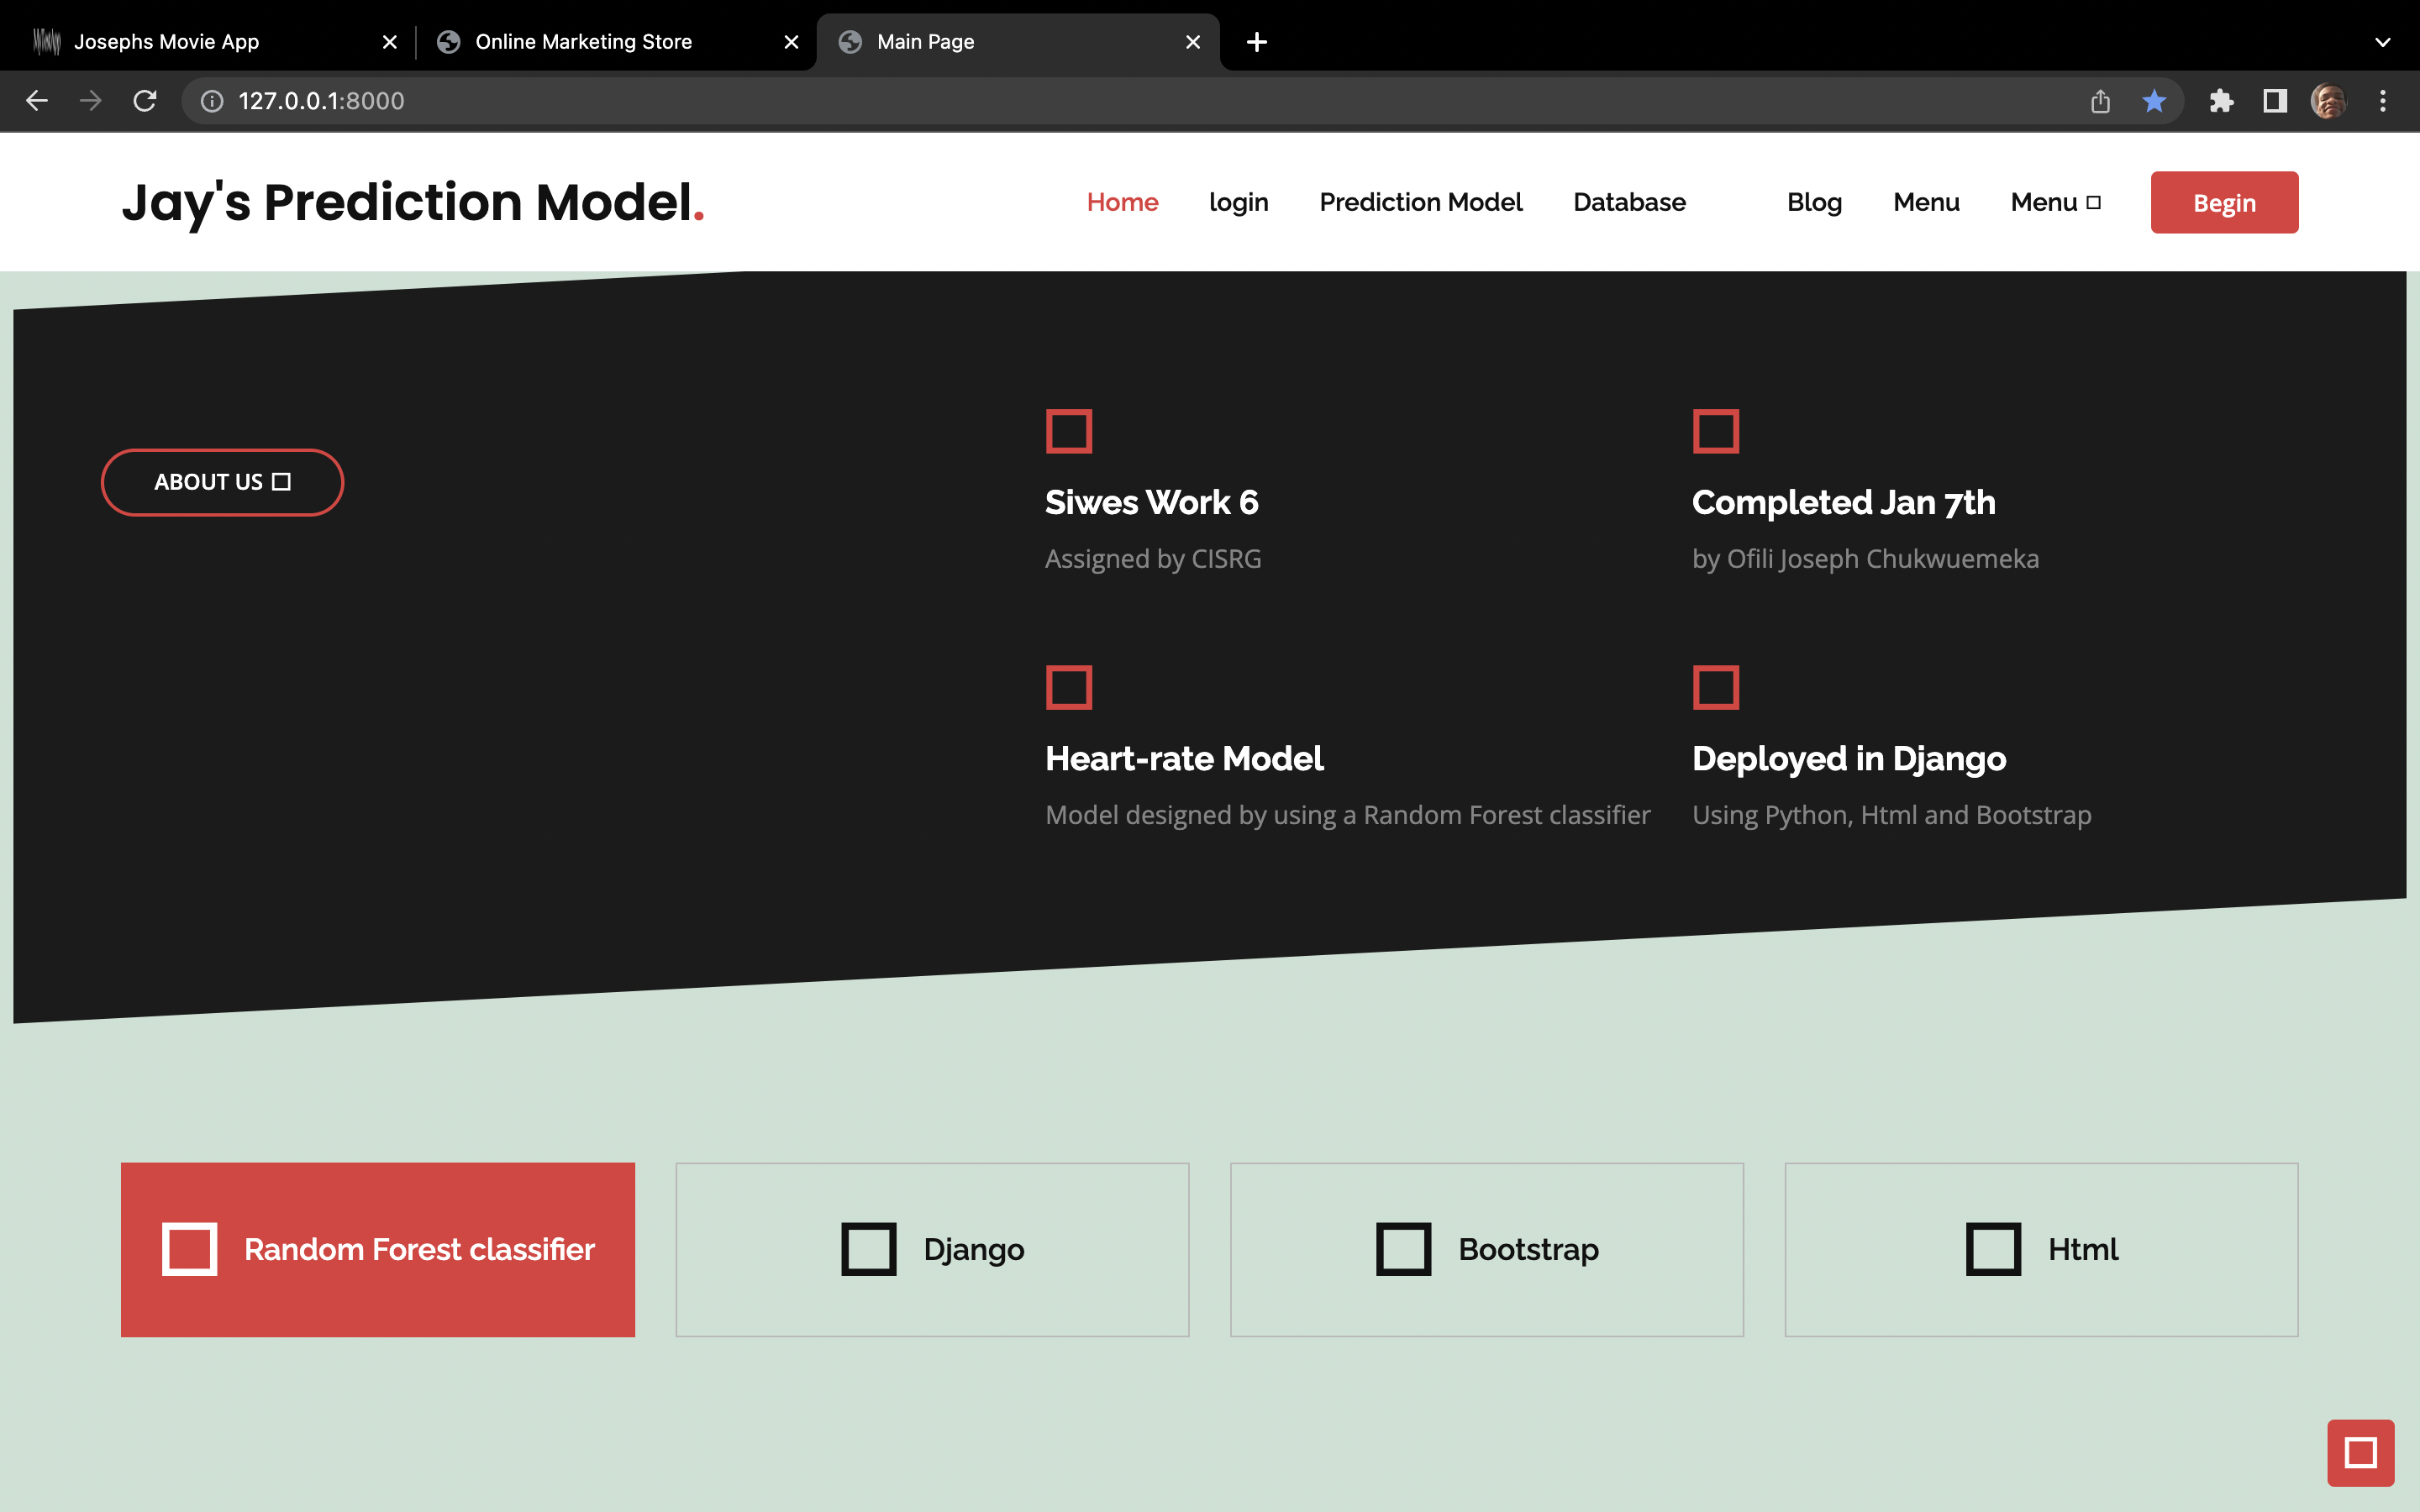 Josephs Movie App
Online Marketing Store
Main Page
127.0.0.1:8000
Jay's Prediction Model.
Home login Prediction Model Database Blog Menu Menu Begin
ABOUT US
Siwes Work 6
Assigned by CISRG
Completed Jan 7th
by Ofili Joseph Chukwuemeka
Heart-rate Model
Model designed by using a Random Forest classifier
Deployed in Django
Using Python, Html and Bootstrap
Random Forest classifier
Django
Bootstrap
Html